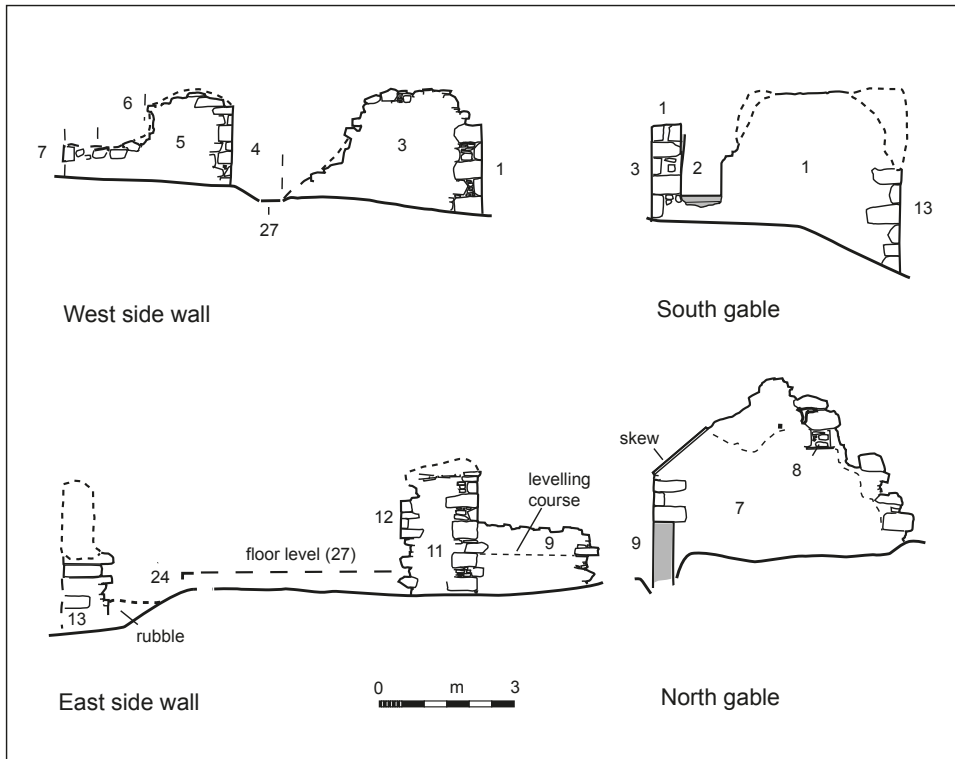 6
7
5
4
3
1
27
West side wall
1
3
2
1
13
South gable
24
13
rubble
floor level (27)
12
11
levelling
course
9
East side wall
0 m 3
skew
8
7
9
North gable